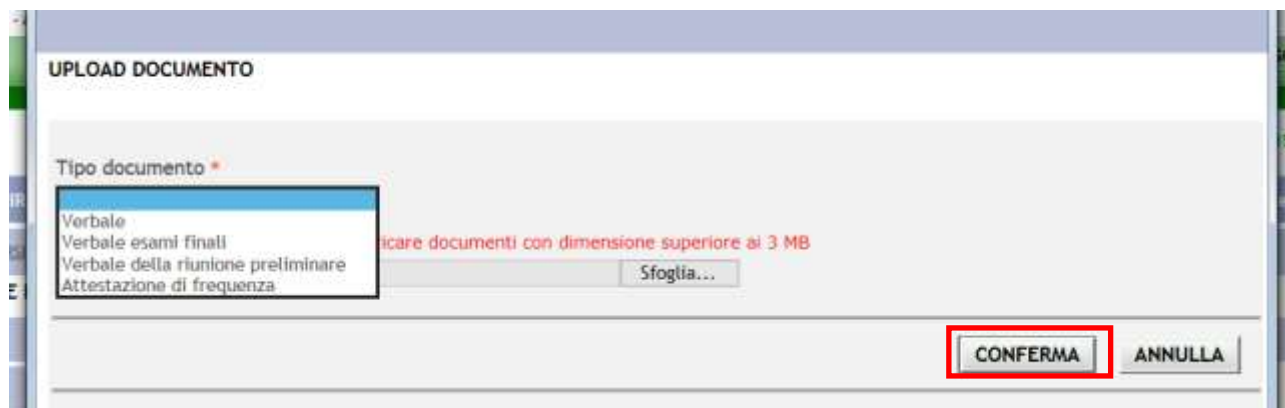 UPLOAD DOCUMENTO
Tipo documento *
Verbale
Verbale esami finali
icare documenti con dimensione superiore ai 3 MB
Verbale della riunione preliminare
Sfoglia...
Attestazione di frequenza
CONFERMA
ANNULLA